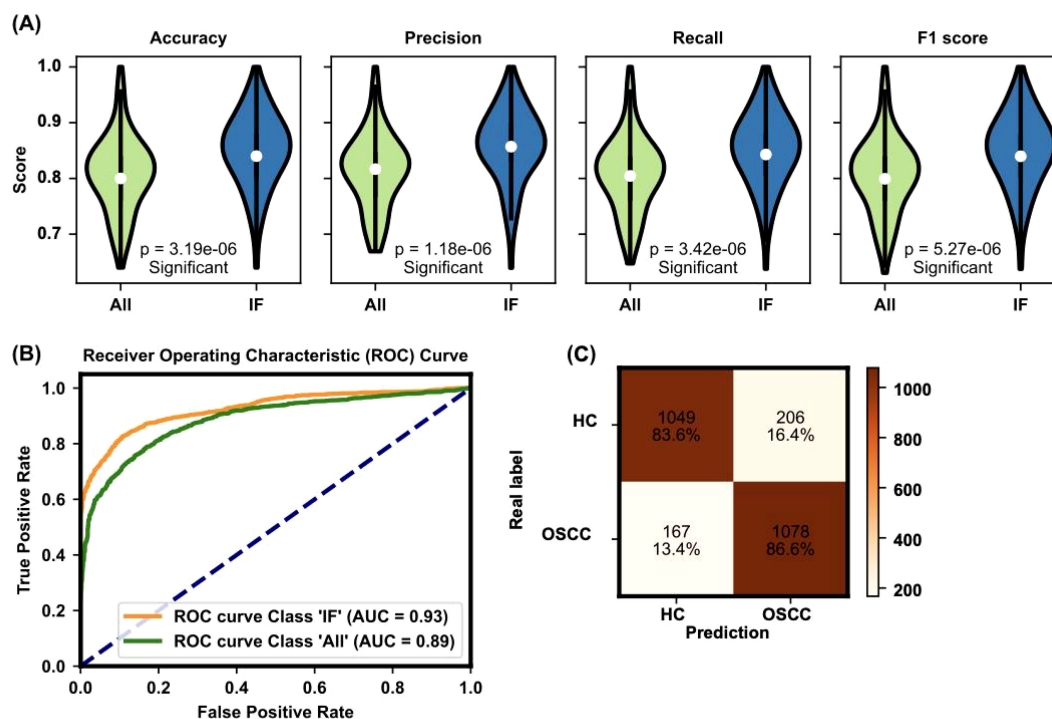 (A)
Accuracy
Precision
Recall
F1 score
Score
1.0
0.9
0.8
0.7
p = 3.19e-06
Significant
p = 1.18e-06
Significant
p = 3.42e-06
Significant
p = 5.27e-06
Significant
All
IF
All
IF
All
IF
All
IF
(B)
Receiver Operating Characteristic (ROC) Curve
True Positive Rate
1.0
0.8
0.6
0.4
0.2
0.0
ROC curve Class 'IF' (AUC = 0.93)
ROC curve Class 'All' (AUC = 0.89)
0.0
0.2
0.4
0.6
0.8
1.0
False Positive Rate
(C)
Real label
HC
OSCC
1049
83.6%
206
16.4%
167
13.4%
1078
86.6%
HC
OSCC
Prediction
1000
800
600
400
200